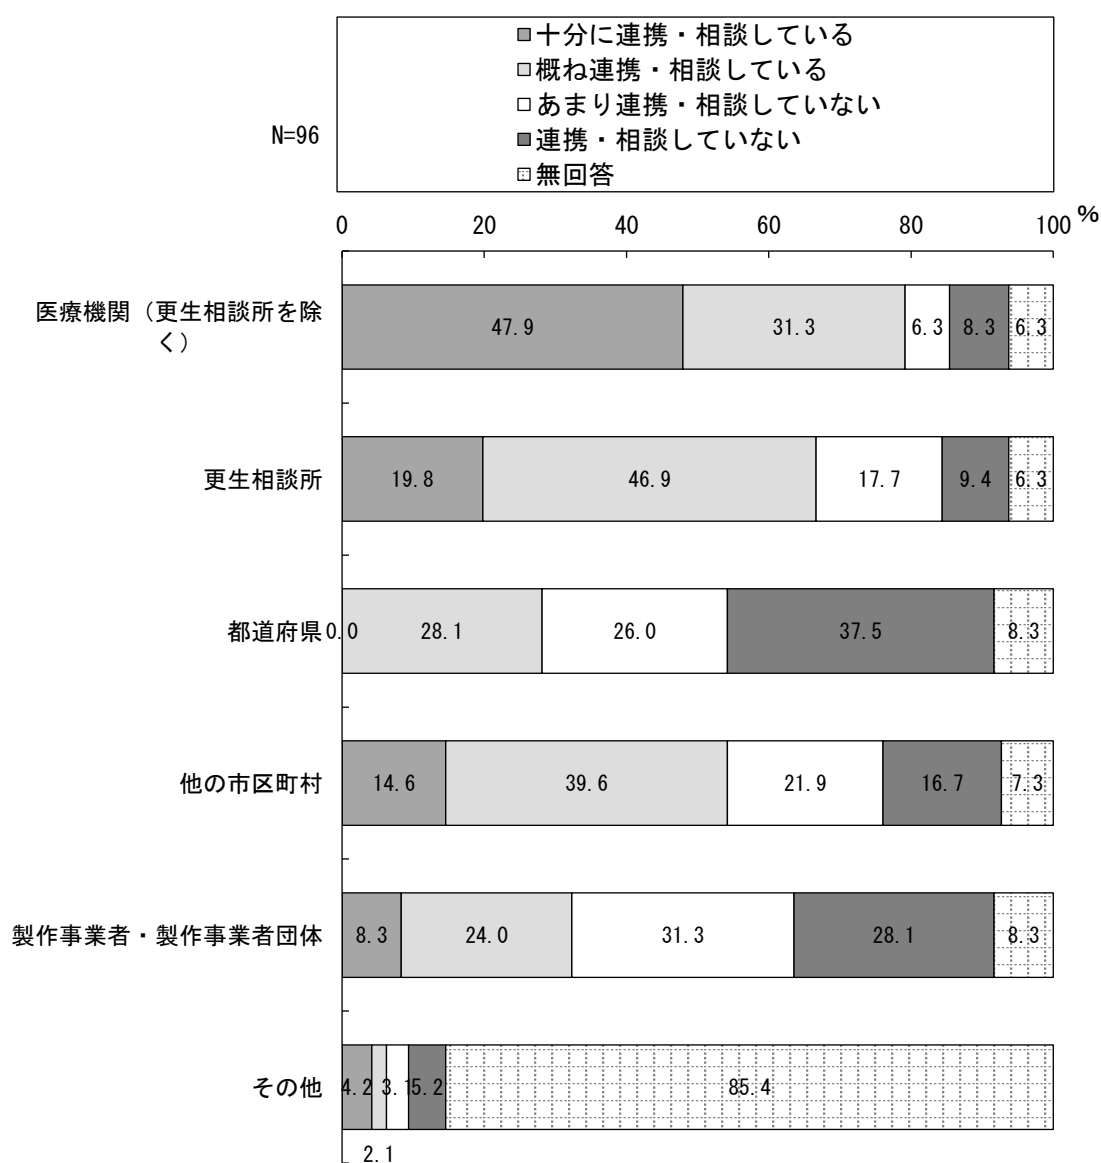 十分に連携・相談している
概ね連携・相談している
あまり連携・相談していない
連携・相談していない
無回答
N=96
0 20 40 60 80 100 %
医療機関（更生相談所を除
く）
47.9 31.3 6.3 8.3 6.3
更生相談所 19.8 46.9 17.7 9.4 6.3
都道府県 0.0 28.1 26.0 37.5 8.3
他の市区町村 14.6 39.6 21.9 16.7 7.3
製作事業者・製作事業者団体 8.3 24.0 31.3 28.1 8.3
その他 4.2 3.1 5.2 85.4
2.1